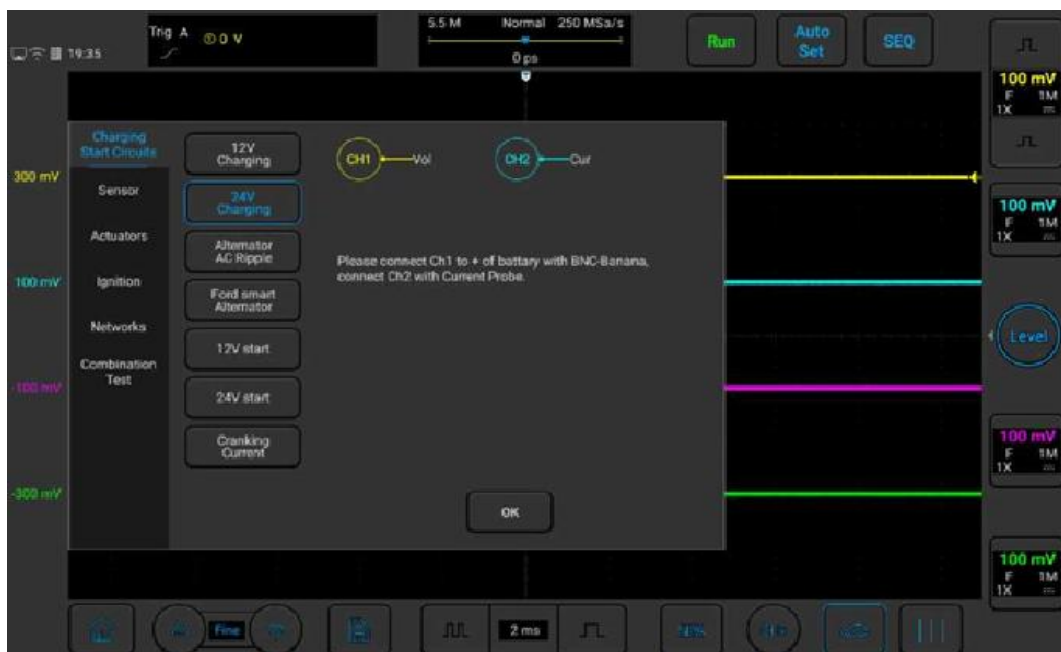 19:35
Trig A
0 V
5.5 M Normal 250 MSa/s
0 ps
Run
Auto
Set
SEQ
Charging
Start Circuits
Sensor
Actuators
Ignition
Networks
Combination
Test
12V
Charging
24V
Charging
Alternator
AC Ripple
Ford smart
Alternator
12V start
24V start
Cranking
Current
CH1 Vol
CH2 Cur
Please connect Ch1 to + of battary with BNC-Banana,
connect Ch2 with Current Probe.
OK
300 mV
100 mV
-100 mV
-300 mV
100 mV
F 1M
1X
100 mV
F 1M
1X
Level
100 mV
F 1M
1X
100 mV
F 1M
1X
Fine
2 ms
50%